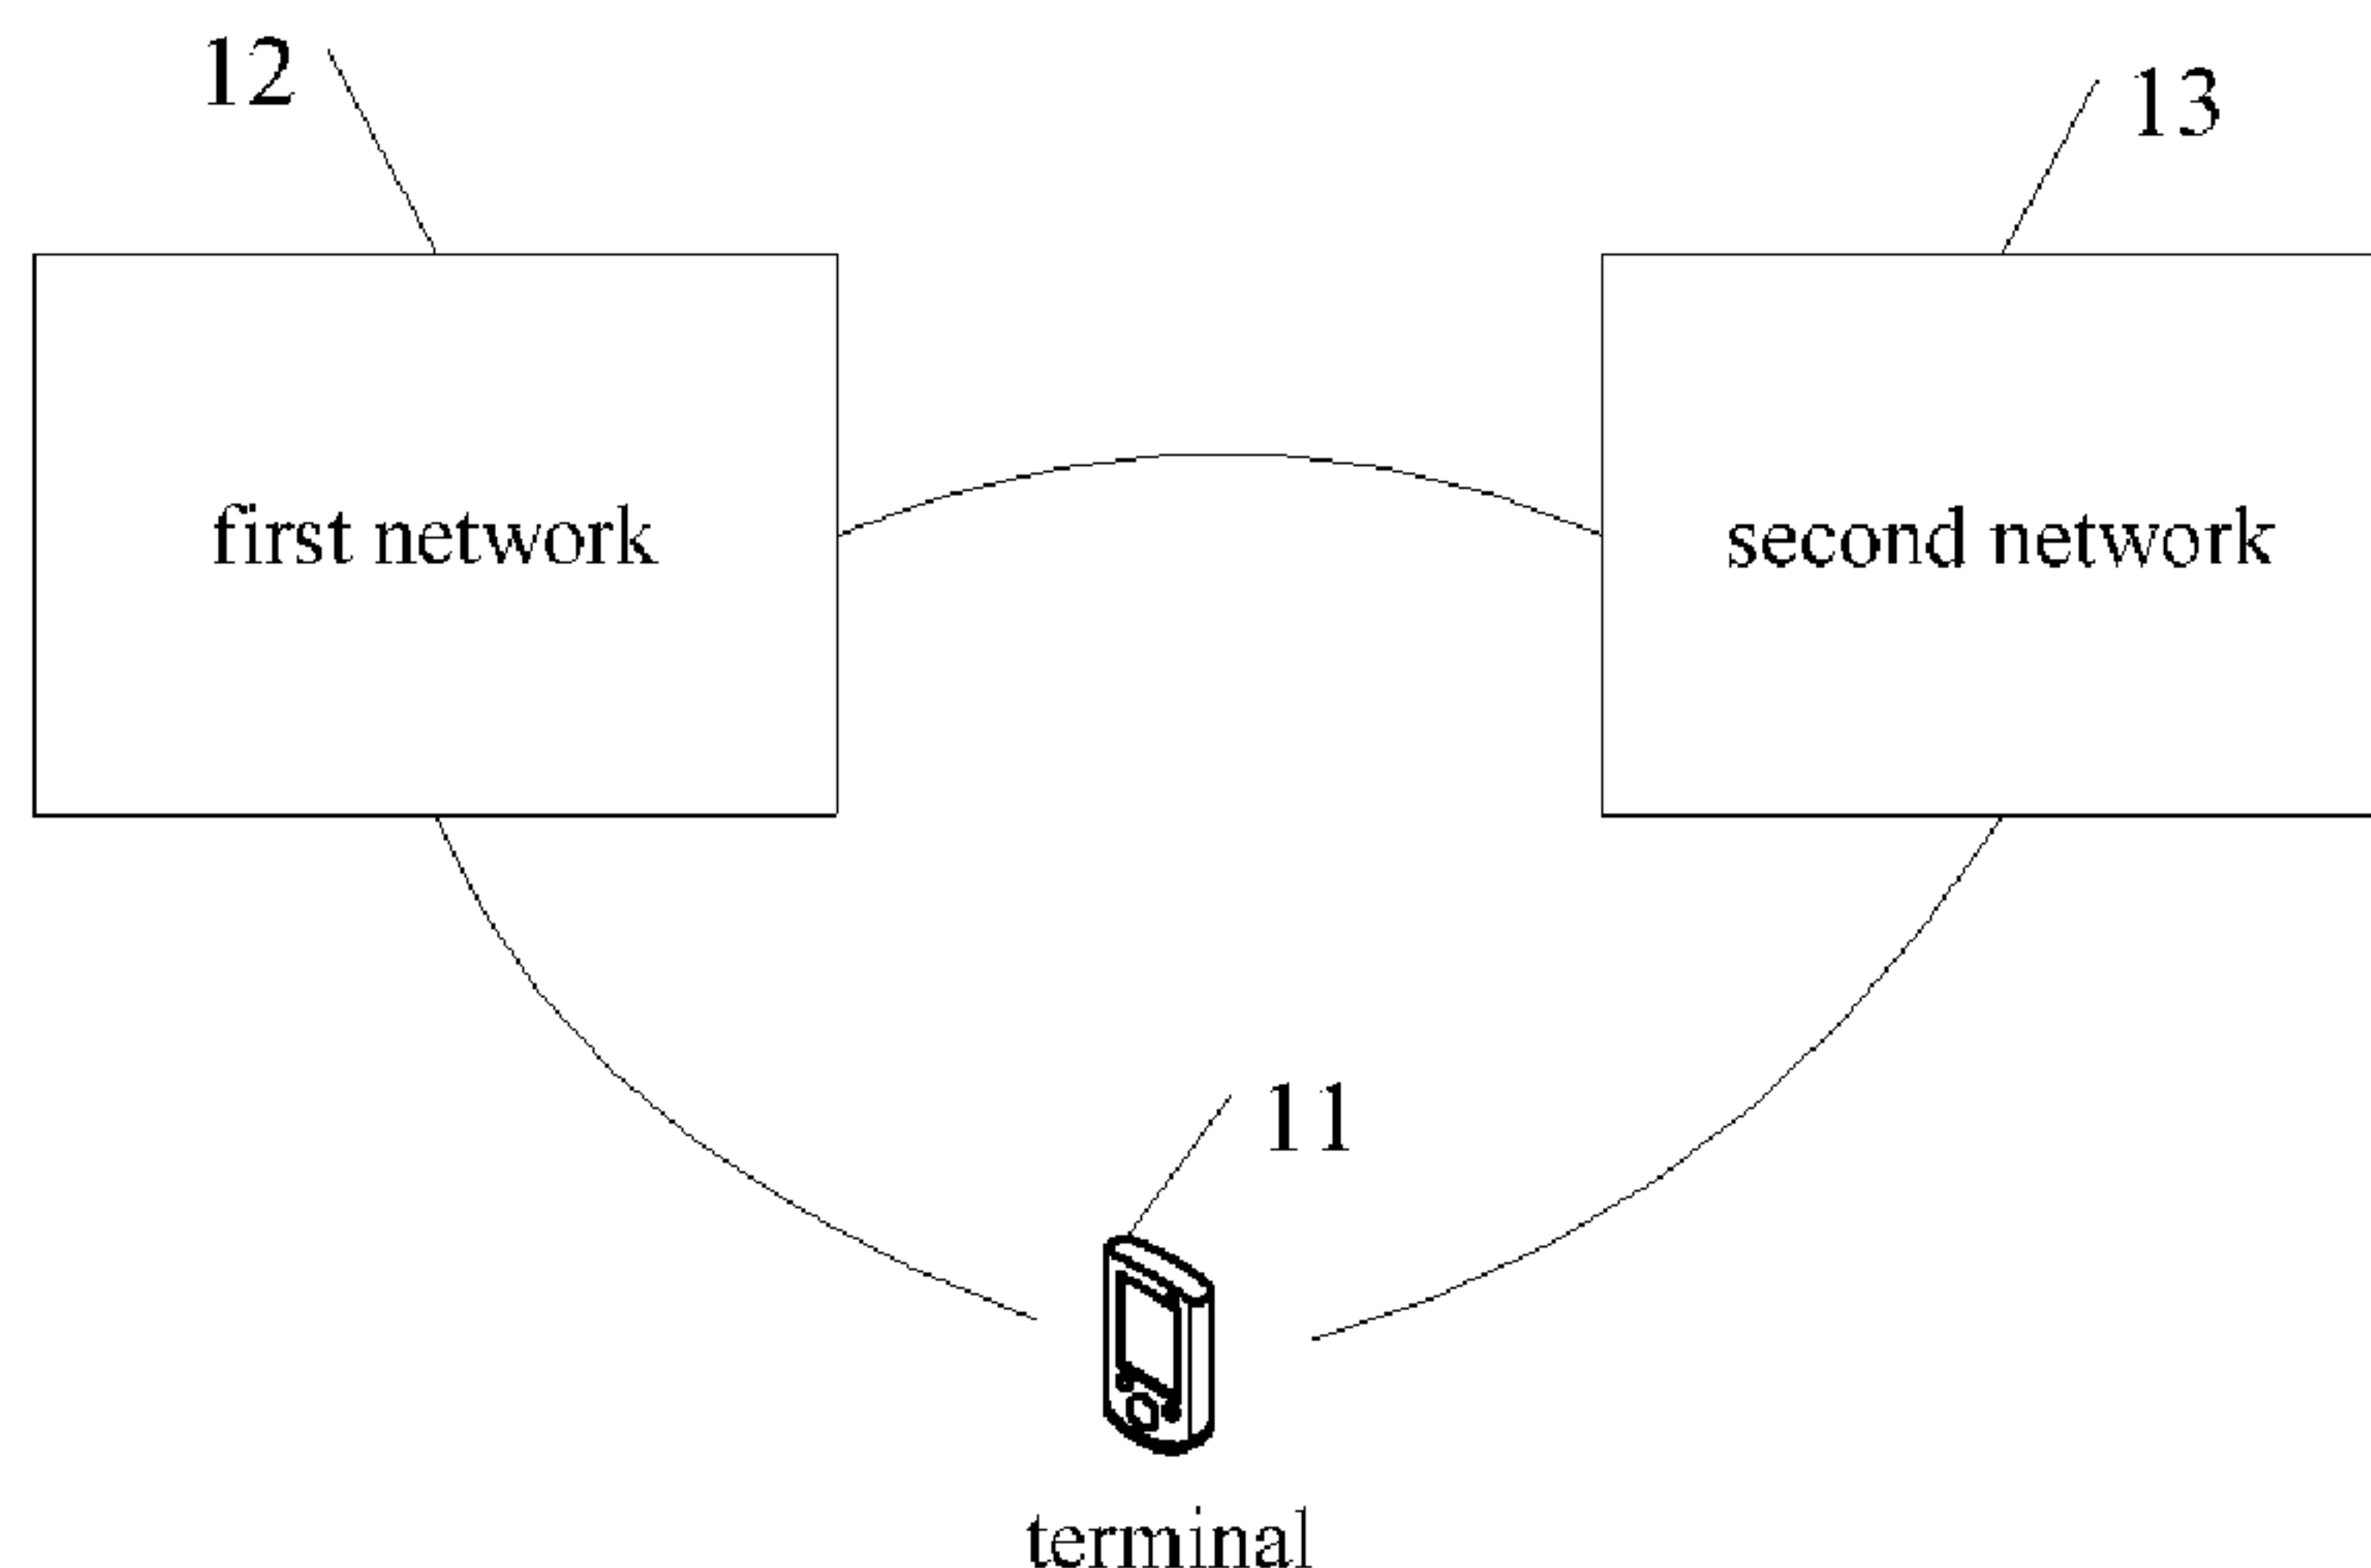 12
13
first network
second network
11
terminal